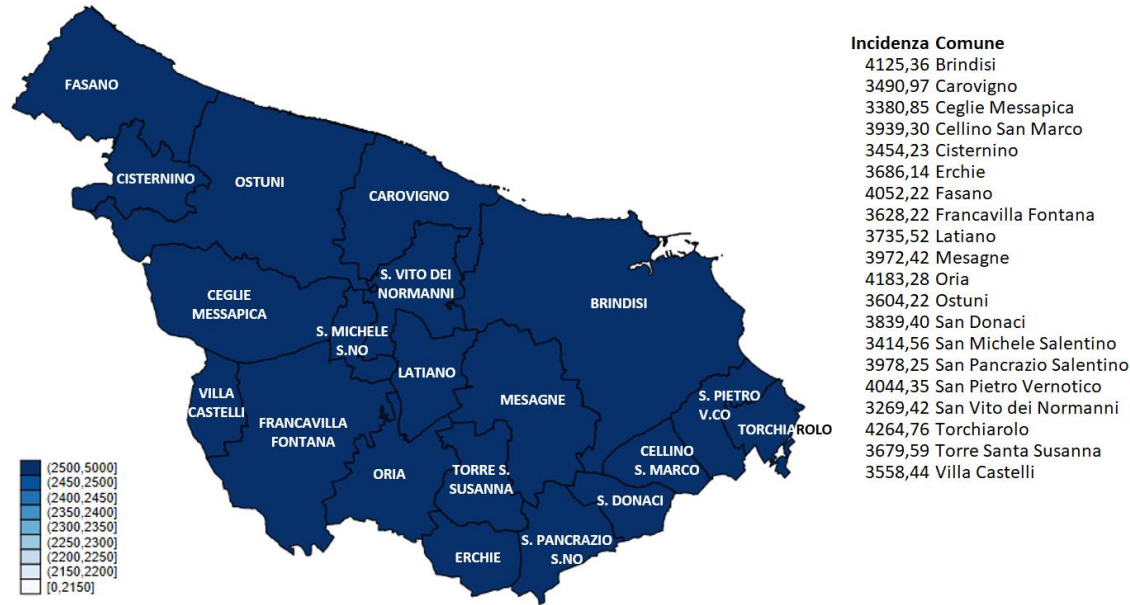 FASANO
CISTERNINO
OSTUNI
CAROVIGNO
S. VITO DEI
NORMANNI
CEGLIE
MESSAPICA
BRINDISI
S. MICHELE
S.NO
LATIANO
VILLA
CASTELLI
FRANCAVILLA
FONTANA
MESAGNE
S. PIETRO
V.CO
TORCHIAROLO
CELLINO
S. MARCO
ORIA
TORRE S.
SUSANNA
S. DONACI
S. PANCRAZIO
S.NO
ERCHIE
(2500,5000]
(2450,2500]
(2400,2450]
(2350,2400]
(2300,2350]
(2250,2300]
(2200,2250]
(2150,2200]
[0,2150]
Incidenza Comune
4125,36 Brindisi
3490,97 Carovigno
3380,85 Ceglie Messapica
3939,30 Cellino San Marco
3454,23 Cisternino
3686,14 Erchie
4052,22 Fasano
3628,22 Francavilla Fontana
3735,52 Latiano
3972,42 Mesagne
4183,28 Oria
3604,22 Ostuni
3839,40 San Donaci
3414,56 San Michele Salentino
3978,25 San Pancrazio Salentino
4044,35 San Pietro Vernotico
3269,42 San Vito dei Normanni
4264,76 Torchiarolo
3679,59 Torre Santa Susanna
3558,44 Villa Castelli